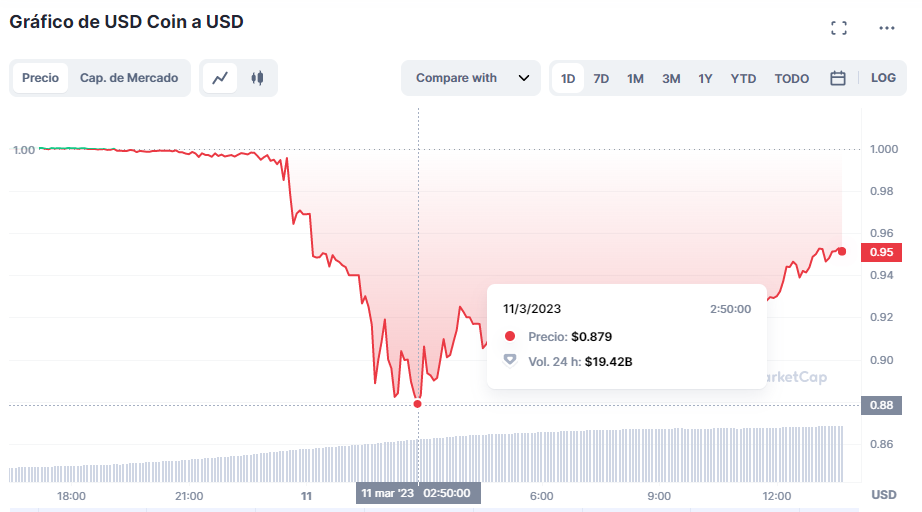 Gráfico de USD Coin a USD
Precio Cap. de Mercado Compare with 1D 7D 1M 3M 1Y YTD TODO LOG
1.00 1.000
0.98
0.96
0.95
0.94
0.92
0.90
0.88
0.86
11/3/2023 2:50:00
Precio: $0.879
Vol. 24 h: $19.42B
arketCap
18:00 21:00 11 11 mar '23 02:50:00 6:00 9:00 12:00 USD